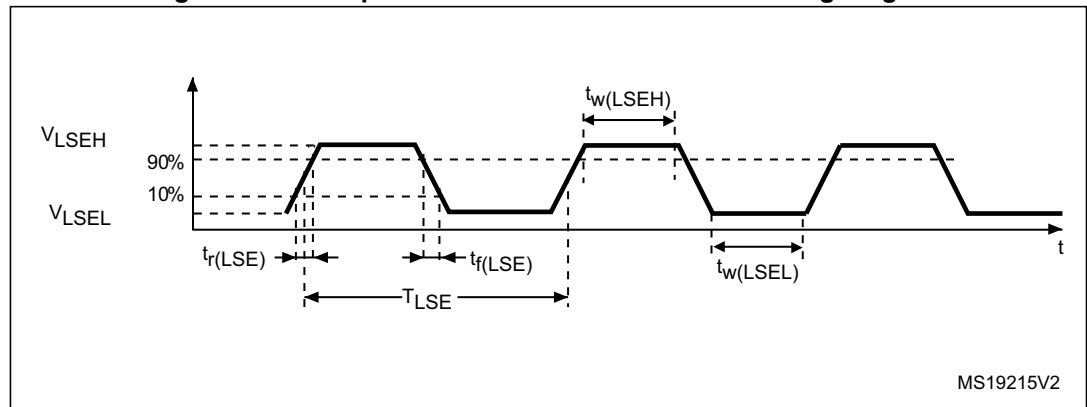 tw(LSEH)
VLSEH
90%
10%
VLSEL
tr(LSE)
tf(LSE)
tw(LSEL)
t
TLSE
MS19215V2